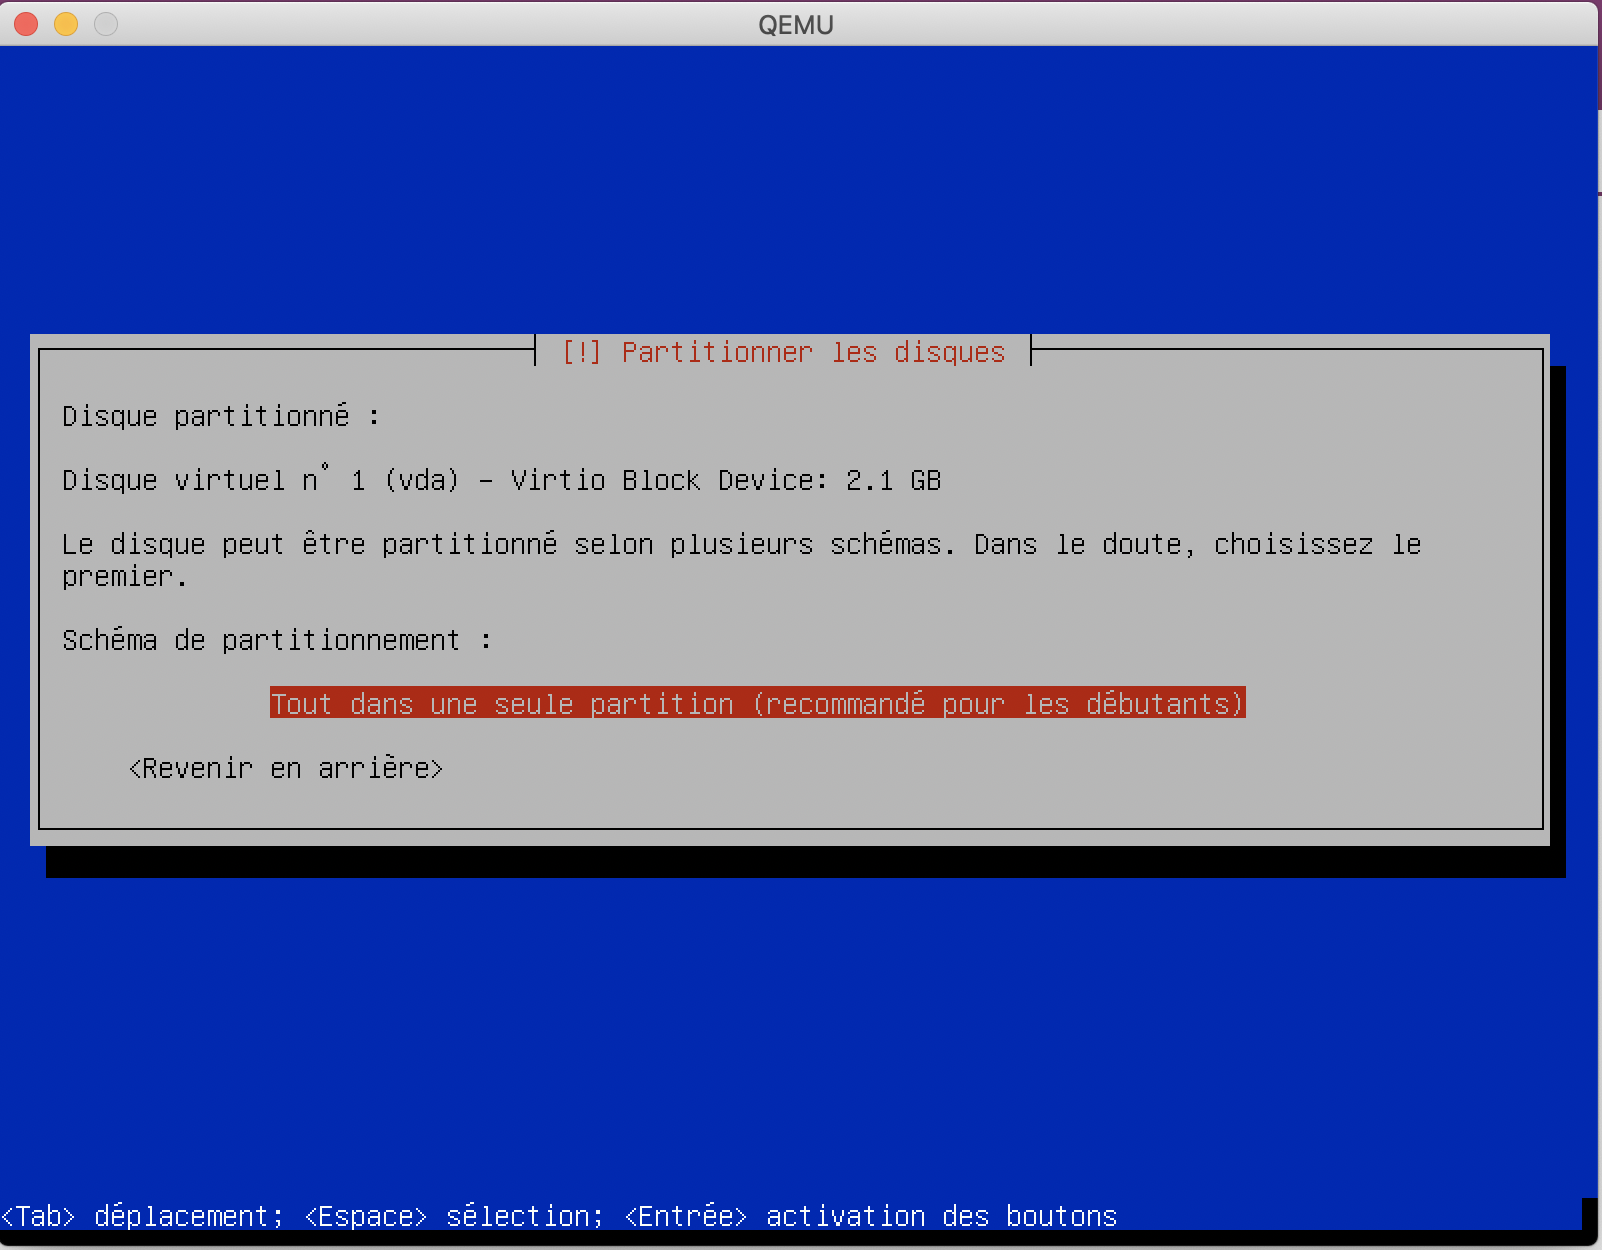 QEMU
[!] Partitionner les disques
Disque partitionné :
Disque virtuel n° 1 (vda) - Virtio Block Device: 2.1 GB
Le disque peut être partitionné selon plusieurs schémas. Dans le doute, choisissez le
premier.
Schéma de partitionnement :
Tout dans une seule partition (recommandé pour les débutants)
<Revenir en arrière>
<Tab> déplacement; <Espace> sélection; <Entrée> activation des boutons